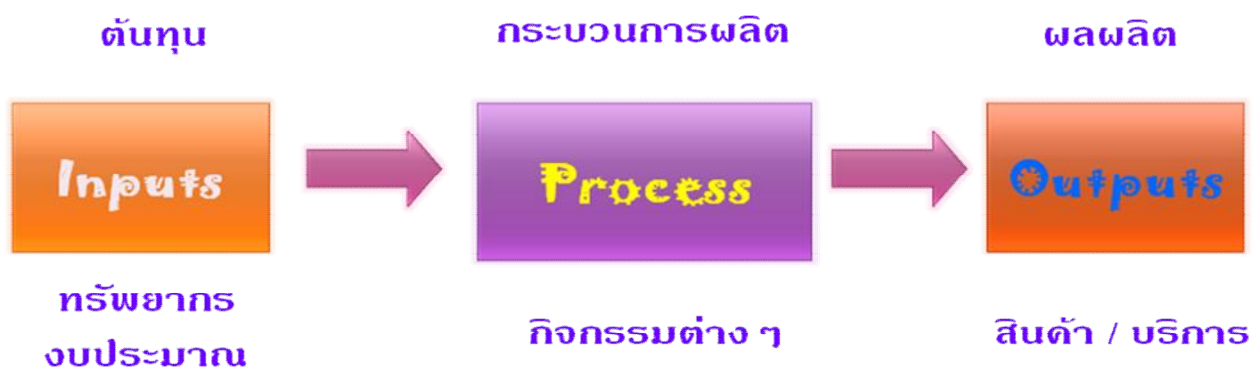 ต้นทุน
กระบวนการผลิต
ผลผลิต
Inputs
Process
Outputs
ทรัพยากร
งบประมาณ
กิจกรรมต่าง ๆ
สินค้า / บริการ